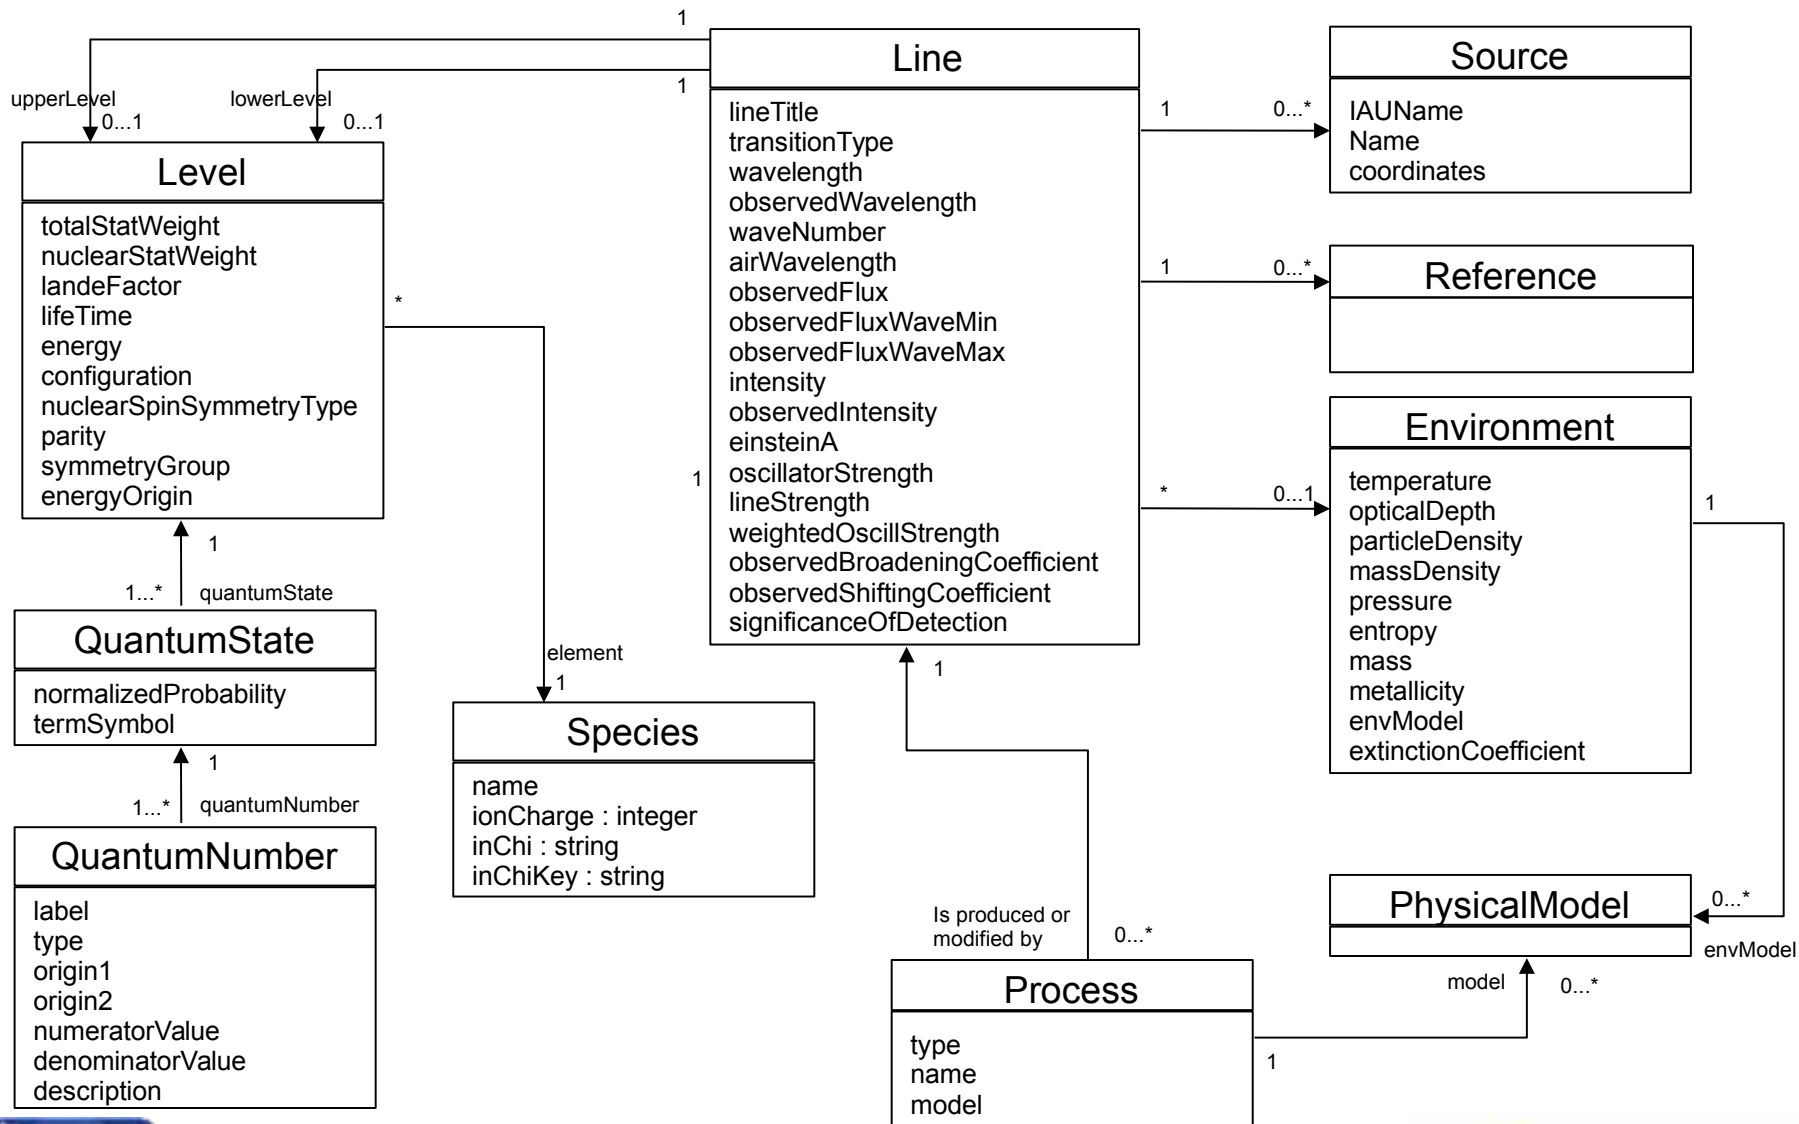 1
upperLevel
0...1
lowerLevel
0...1
1
Level
totalStatWeight
nuclearStatWeight
landeFactor
lifeTime
energy
configuration
nuclearSpinSymmetryType
parity
symmetryGroup
energyOrigin
*
1
1...*
quantumState
QuantumState
normalizedProbability
termSymbol
1
1...*
quantumNumber
QuantumNumber
label
type
origin1
origin2
numeratorValue
denominatorValue
description
element
1
Species
name
ionCharge : integer
inChi : string
inChiKey : string
Line
lineTitle
transitionType
wavelength
observedWavelength
waveNumber
airWavelength
observedFlux
observedFluxWaveMin
observedFluxWaveMax
intensity
observedIntensity
einsteinA
oscillatorStrength
lineStrength
weightedOscillStrength
observedBroadeningCoefficient
observedShiftingCoefficient
significanceOfDetection
1
1
Is produced or
modified by
0...*
Process
type
name
model
1
1
0...*
Source
IAUName
Name
coordinates
1
0...*
Reference
*
0...1
Environment
temperature
opticalDepth
particleDensity
massDensity
pressure
entropy
mass
metallicity
envModel
extinctionCoefficient
1
PhysicalModel
0...*
envModel
model
0...*